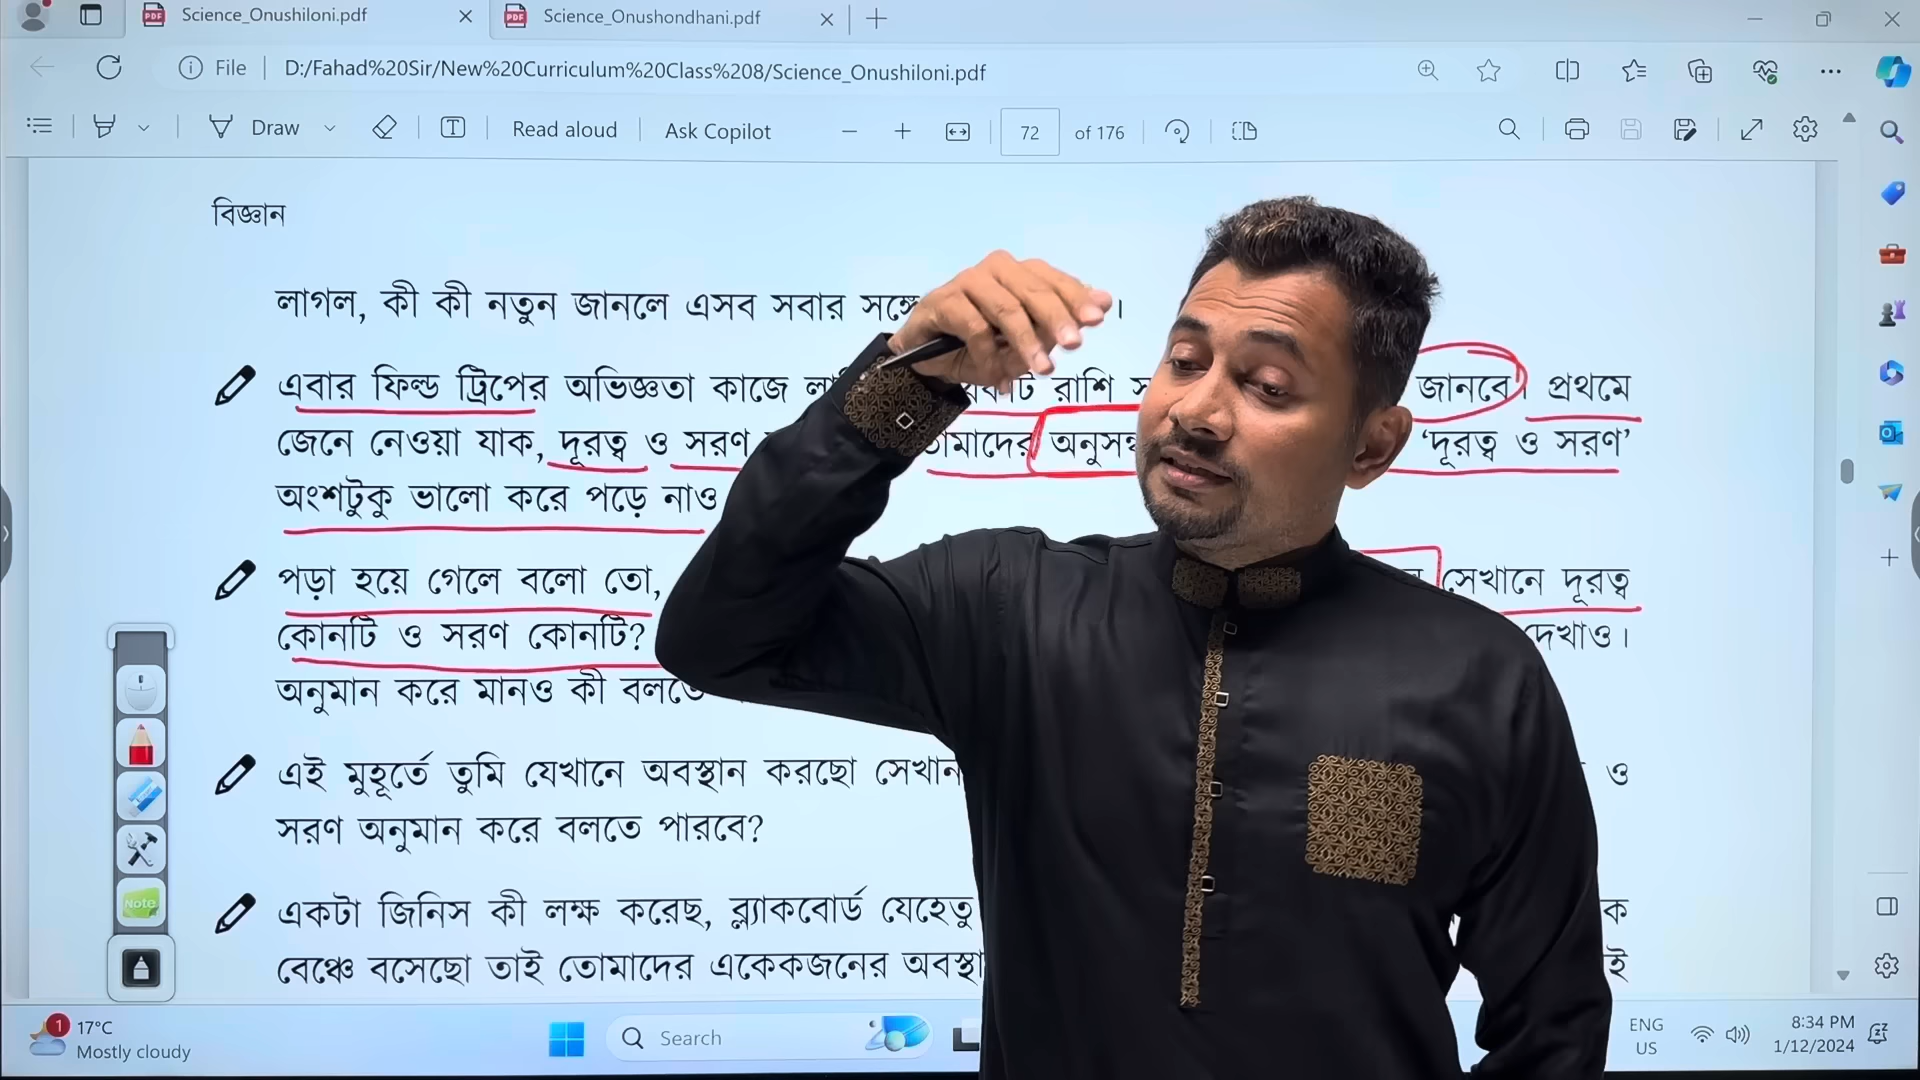 Science_Onushiloni.pdf
Science_Onushondhani.pdf
File D:/Fahad%20Sir/New%20Curriculum%20Class%208/Science_Onushiloni.pdf
Draw Read aloud Ask Copilot 72 of 176
বিজ্ঞান
লাগল, কী কী নতুন জানলে এসব সবার সঙ্গে
এবার ফিল্ড ট্রিপের অভিজ্ঞতা কাজে রাশি জানবে। প্রথমে
জেনে নেওয়া যাক, দূরত্ব ও সরণ ‘দূরত্ব ও সরণ’
অংশটুকু ভালো করে পড়ে নাও
পড়া হয়ে গেলে বলো তো, সেখানে দূরত্ব
কোনটি ও সরণ কোনটি? দেখাও।
অনুমান করে মানও কী বলতে
এই মুহূর্তে তুমি যেখানে অবস্থান করছো ও
সরণ অনুমান করে বলতে পারবে?
একটা জিনিস কী লক্ষ করেছ, ব্ল্যাকবোর্ড যেহেতু
বেঞ্চে বসেছো তাই তোমাদের একেকজনের
Note
1
17°C
Mostly cloudy
Search
ENG
US
8:34 PM
1/12/2024